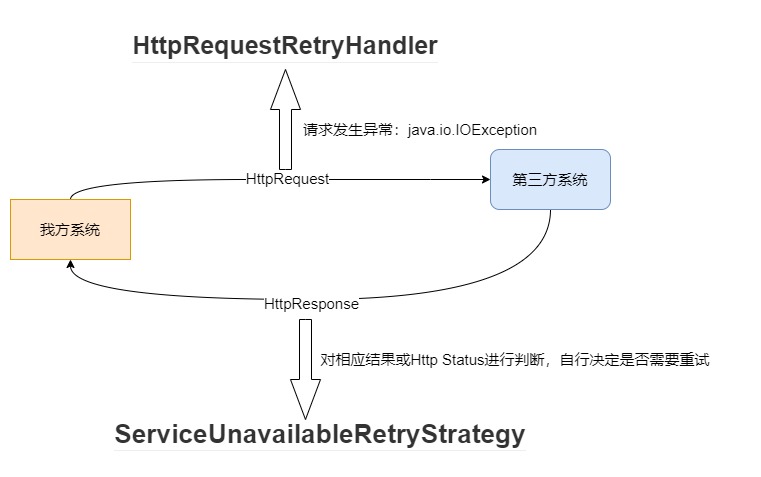 HttpRequestRetryHandler
请求发生异常：java.io.IOException
HttpRequest
第三方系统
我方系统
HttpResponse
对相应结果或Http Status进行判断，自行决定是否需要重试
ServiceUnavailableRetryStrategy